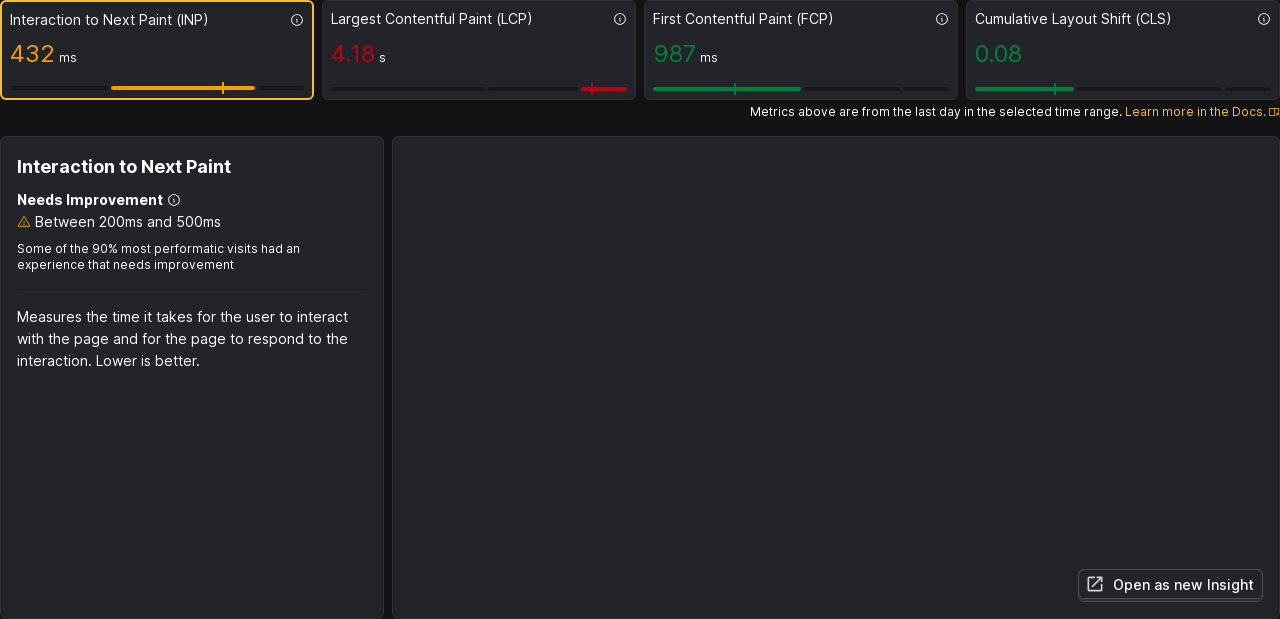 Interaction to Next Paint (INP)
432 ms
Largest Contentful Paint (LCP)
4.18 s
First Contentful Paint (FCP)
987 ms
Cumulative Layout Shift (CLS)
0.08
Metrics above are from the last day in the selected time range. Learn more in the Docs.
Interaction to Next Paint
Needs Improvement
Between 200ms and 500ms
Some of the 90% most performatic visits had an
experience that needs improvement
Measures the time it takes for the user to interact
with the page and for the page to respond to the
interaction. Lower is better.
Open as new Insight